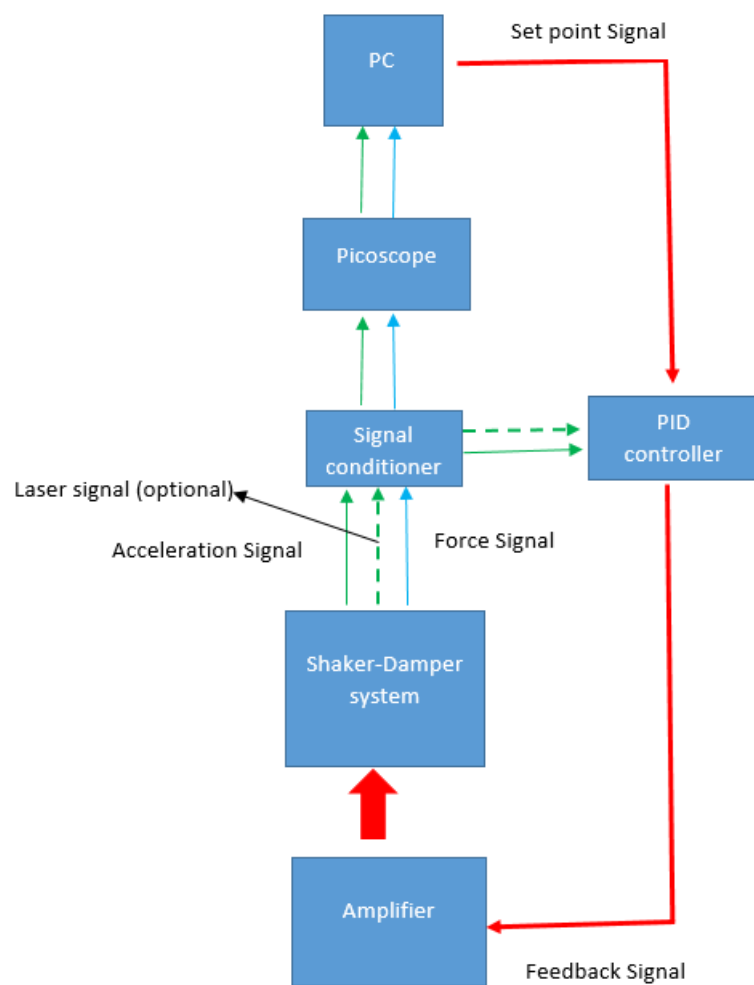 Set point Signal
PC
Picoscope
Signal
conditioner
PID
controller
Laser signal (optional)
Acceleration Signal
Force Signal
Shaker-Damper
system
Amplifier
Feedback Signal